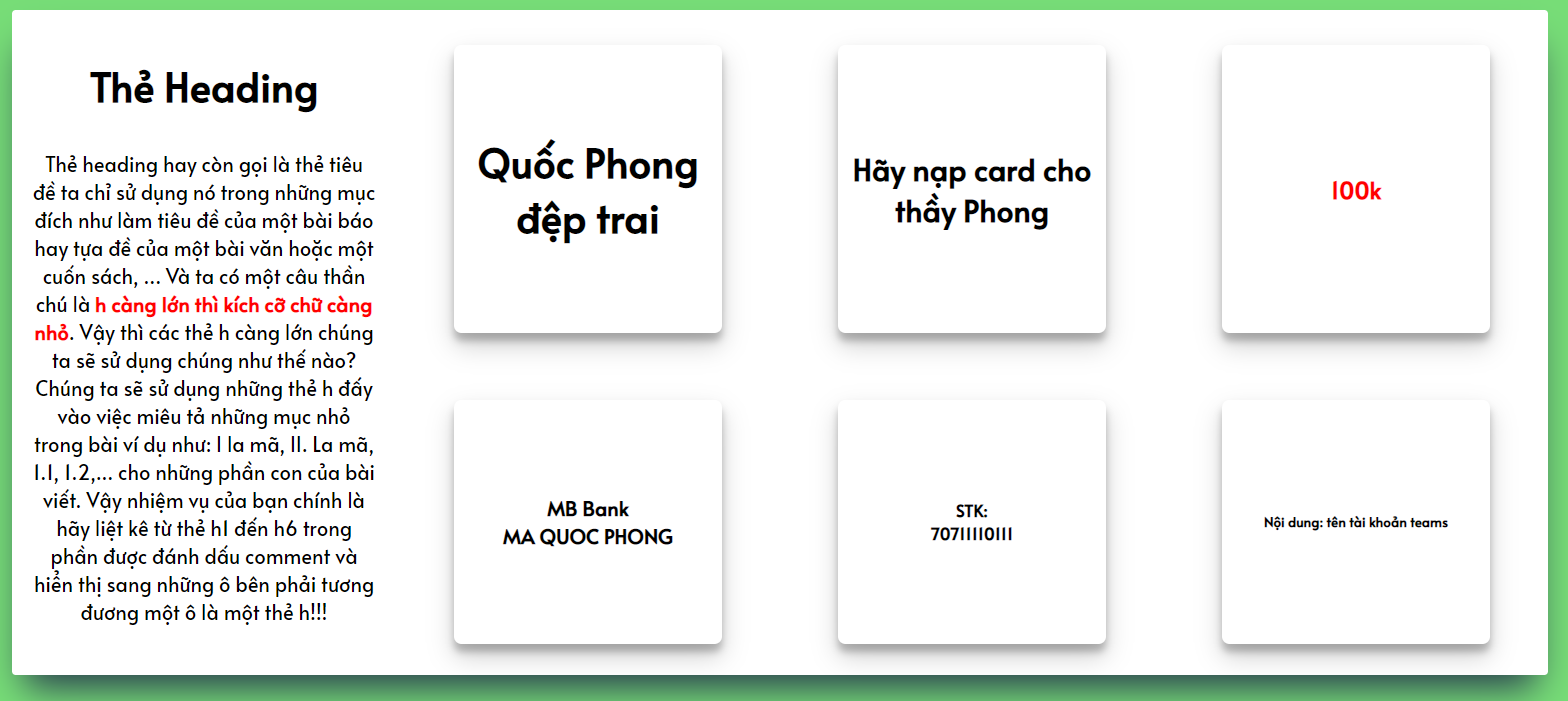 Thẻ Heading
Thẻ heading hay còn gọi là thẻ tiêu
đề ta chỉ sử dụng nó trong những mục
đích như làm tiêu đề của một bài báo
hay tựa đề của một bài văn hoặc một
cuốn sách, ... Và ta có một câu thần
chú là h càng lớn thì kích cỡ chữ càng
nhỏ. Vậy thì các thẻ h càng lớn chúng
ta sẽ sử dụng chúng như thế nào?
Chúng ta sẽ sử dụng những thẻ h đấy
vào việc miêu tả những mục nhỏ
trong bài ví dụ như: I la mã, II. La mã,
1.1, 1.2,... cho những phần con của bài
viết. Vậy nhiệm vụ của bạn chính là
hãy liệt kê từ thẻ h1 đến h6 trong
phần được đánh dấu comment và
hiển thị sang những ô bên phải tương
đương một ô là một thẻ h!!!
Quốc Phong
đệp trai
Hãy nạp card cho
thầy Phong
100k
MB Bank
MA QUOC PHONG
STK:
70711110111
Nội dung: tên tài khoản teams